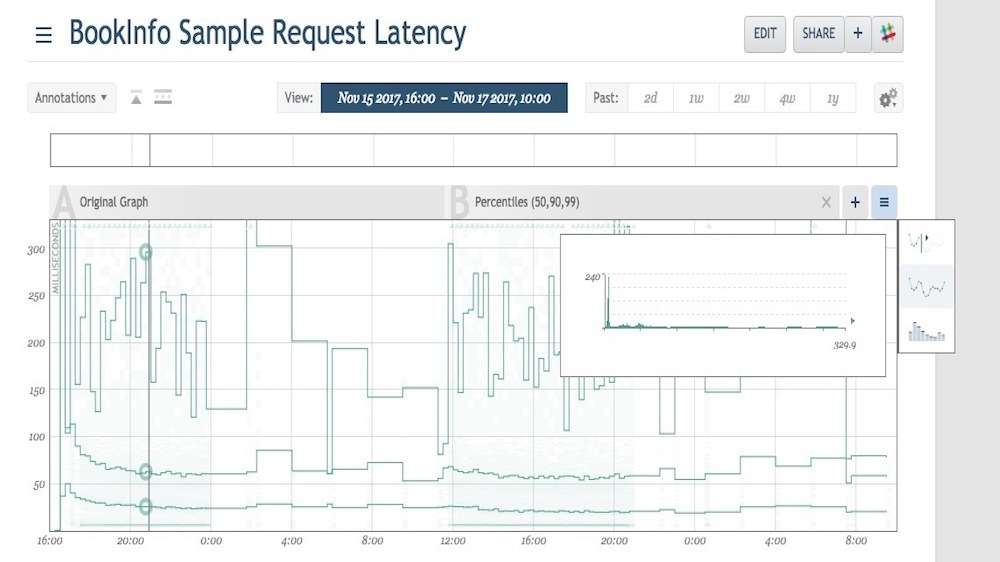 ☰ BookInfo Sample Request Latency EDIT SHARE +
Annotations ▾ View: Nov 15 2017, 16:00 – Nov 17 2017, 10:00 Past: 2d 1w 2w 4w 1y
A Original Graph B Percentiles (50,90,99) X + ≡
MILLISECONDS
300
250
200
150
100
50
240
329.9
16:00 20:00 0:00 4:00 8:00 12:00 16:00 20:00 0:00 4:00 8:00